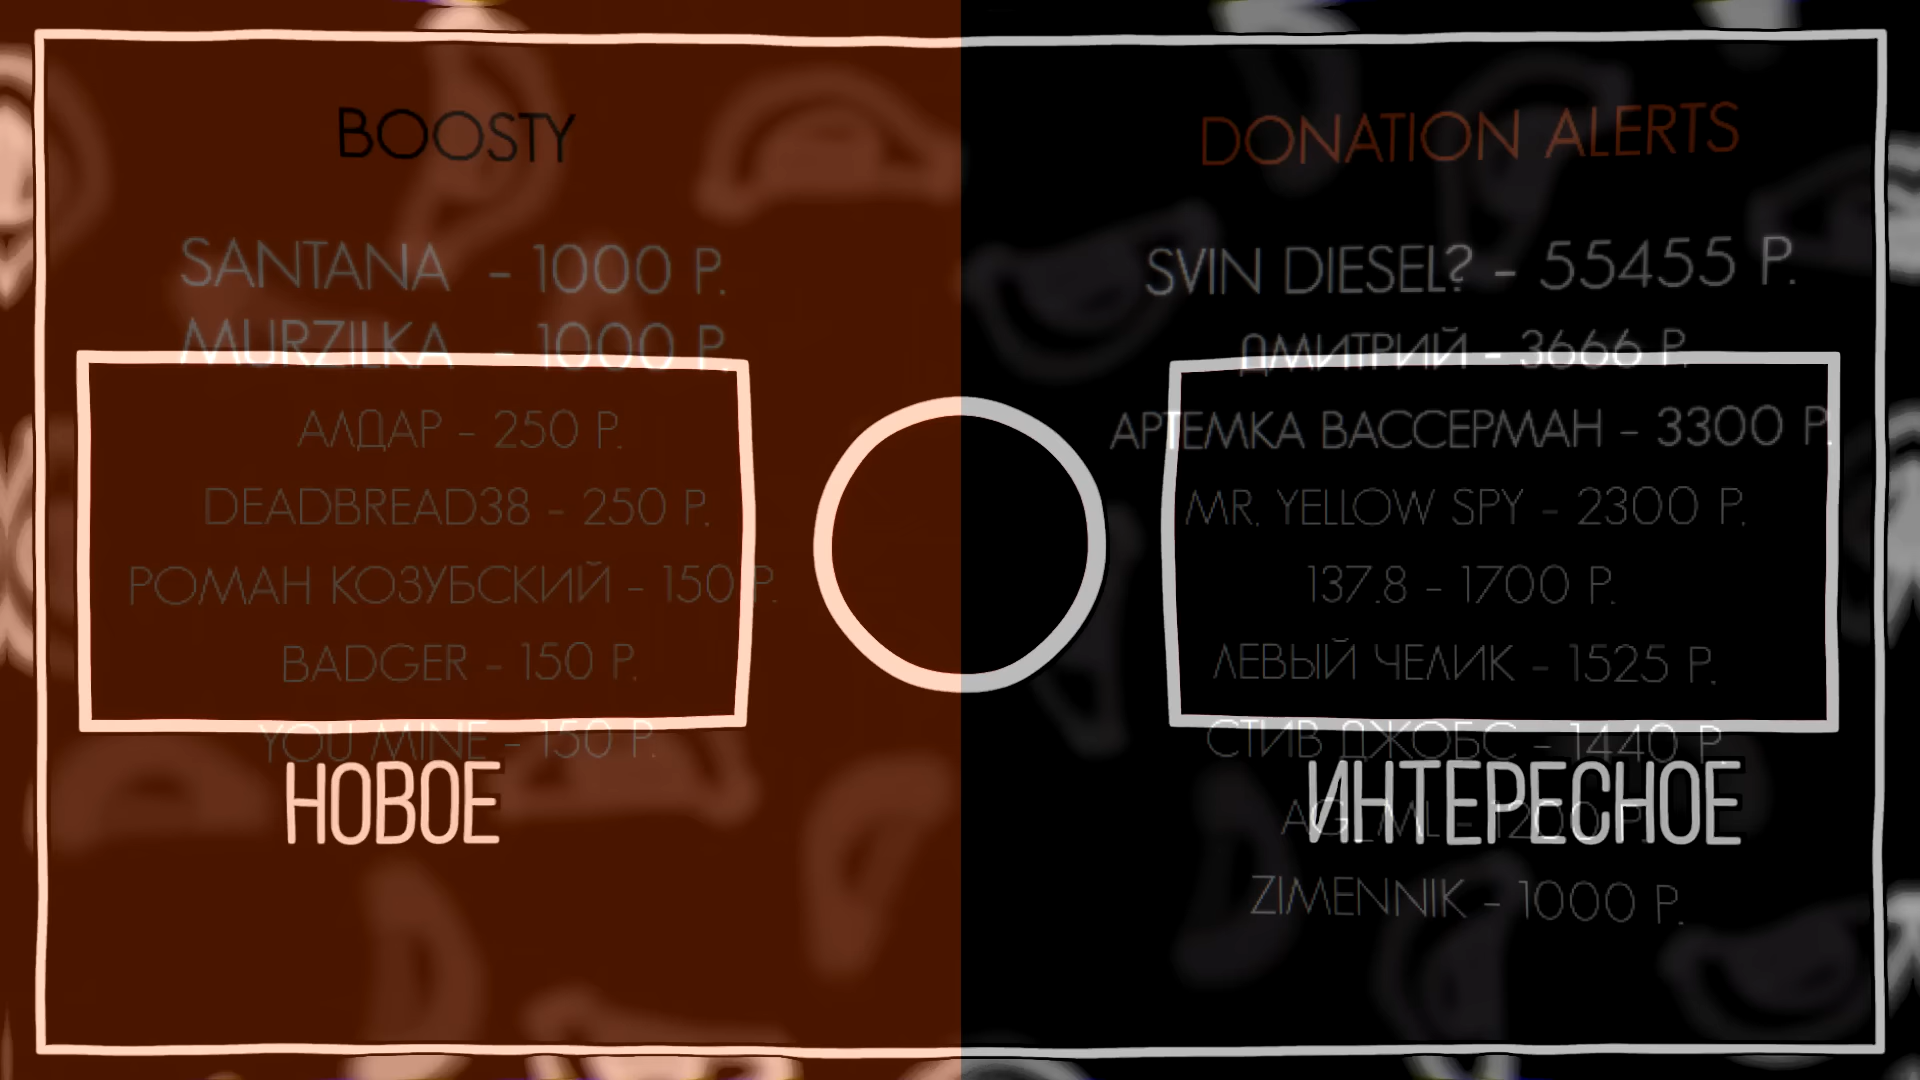 BOOSTY
SANTANA - 1000 Р.
MURZILKA - 1000 Р.
АЛДАР - 250 Р.
DEADBREAD38 - 250 Р.
РОМАН КОЗУБСКИЙ - 150 Р.
BADGER - 150 Р.
YOU MINE - 150 Р.
НОВОЕ
DONATION ALERTS
SVIN DIESEL? - 55455 Р.
ДМИТРИЙ - 3666 Р.
АРТЕМКА ВАССЕРМАН - 3300 Р.
MR. YELLOW SPY - 2300 Р.
137.8 - 1700 Р.
ЛЕВЫЙ ЧЕЛИК - 1525 Р.
СТИВ ДЖОБС - 1440 Р.
ИНТЕРЕСНОЕ
ZIMENNIK - 1000 Р.